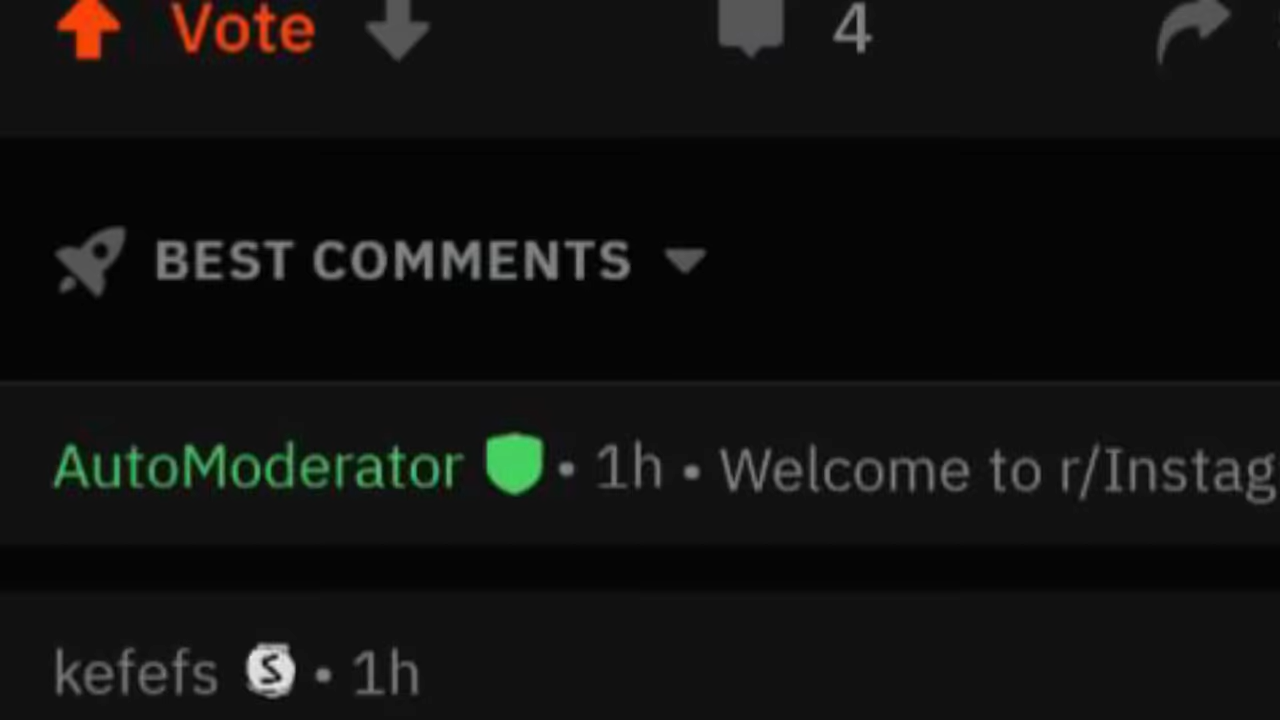 Vote 4
BEST COMMENTS
AutoModerator • 1h • Welcome to r/Instag
kefefs S • 1h